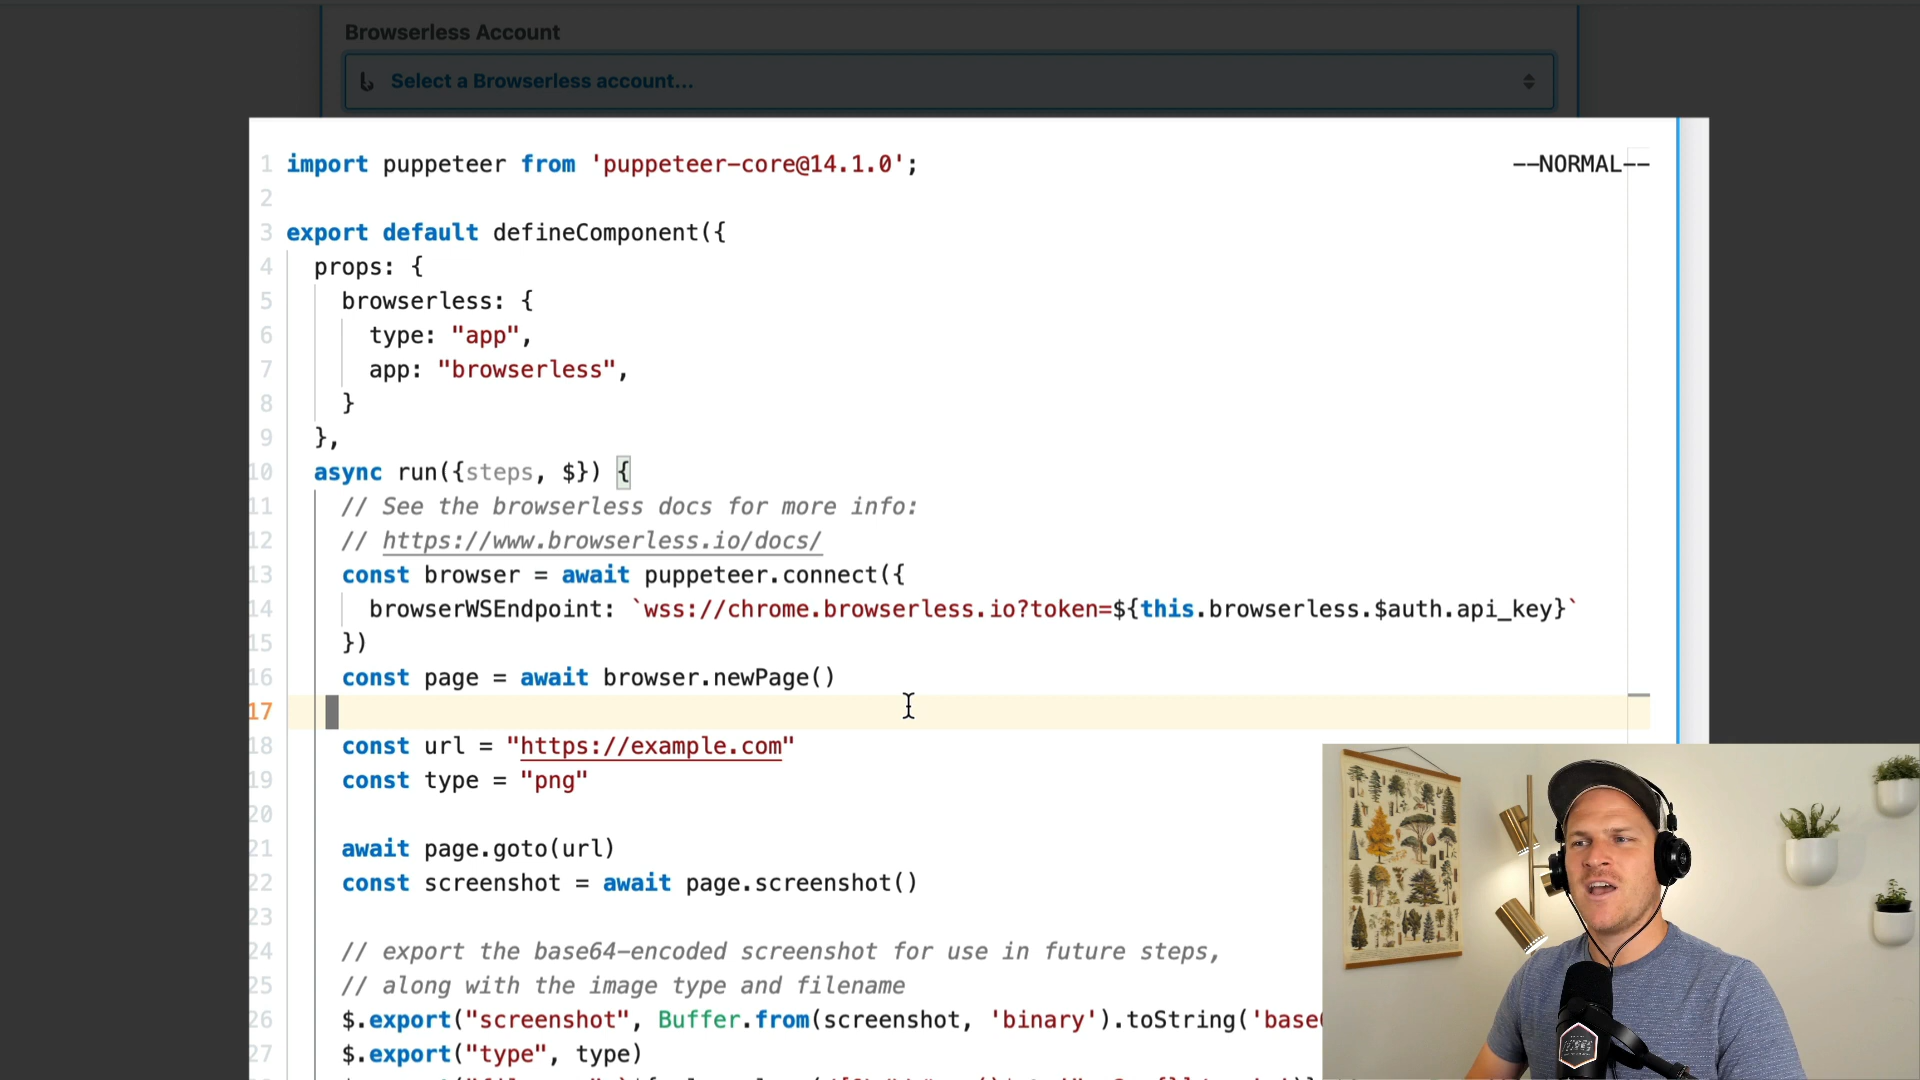 Browserless Account
Select a Browserless account...
--NORMAL--
1 import puppeteer from 'puppeteer-core@14.1.0';
2
3 export default defineComponent({
4 props: {
5 browserless: {
6 type: "app",
7 app: "browserless",
8 }
9 },
10 async run({steps, $}) {
11 // See the browserless docs for more info:
12 // https://www.browserless.io/docs/
13 const browser = await puppeteer.connect({
14 browserWSEndpoint: `wss://chrome.browserless.io?token=${this.browserless.$auth.api_key}`
15 })
16 const page = await browser.newPage()
17
18 const url = "https://example.com"
19 const type = "png"
20
21 await page.goto(url)
22 const screenshot = await page.screenshot()
23
24 // export the base64-encoded screenshot for use in future steps,
25 // along with the image type and filename
26 $.export("screenshot", Buffer.from(screenshot, 'binary').toString('base
27 $.export("type", type)